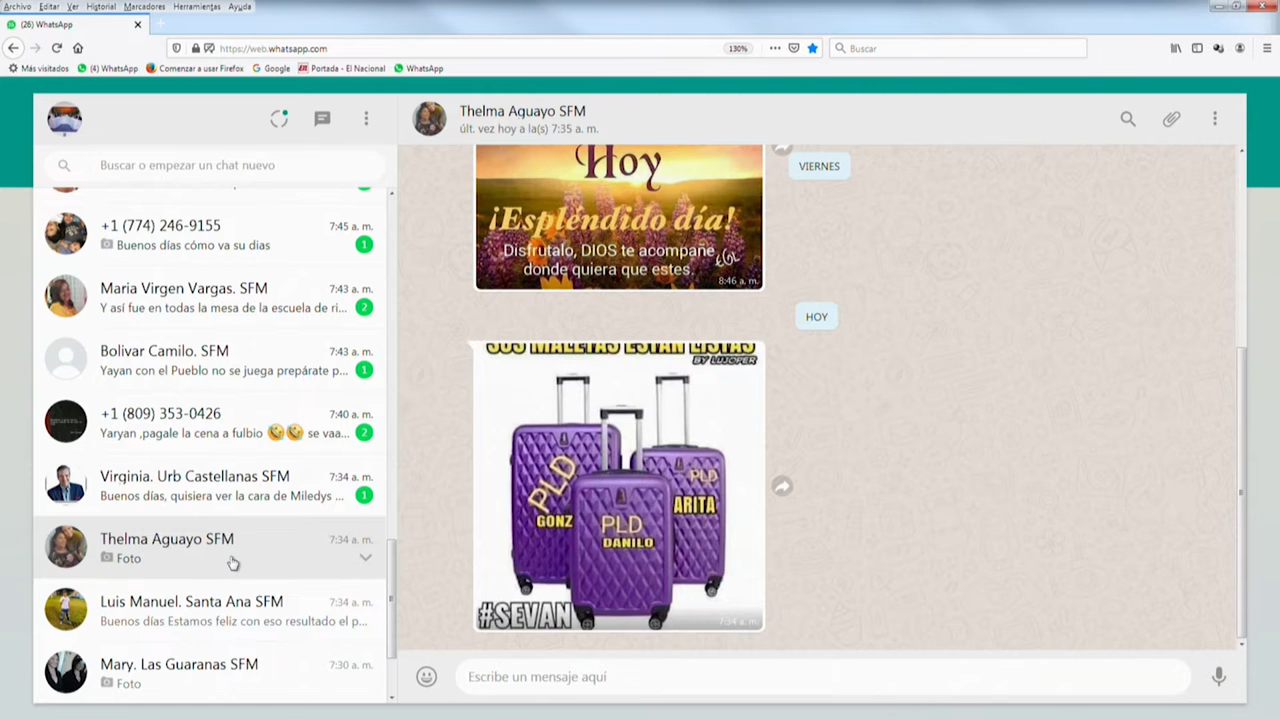 Archivo Editar Ver Historial Marcadores Herramientas Ayuda
(26) WhatsApp
https://web.whatsapp.com
130%
Buscar
Más visitados
(4) WhatsApp
Comenzar a usar Firefox
Google
Portada - El Nacional
WhatsApp
Buscar o empezar un chat nuevo
+1 (774) 246-9155
7:45 a. m.
Buenos días cómo va su dias
1
Maria Virgen Vargas. SFM
7:43 a. m.
Y así fue en todas la mesa de la escuela de ri...
2
Bolivar Camilo. SFM
7:43 a. m.
Yayan con el Pueblo no se juega prepárate p...
1
+1 (809) 353-0426
7:40 a. m.
Yaryan ,pagale la cena a fulbio 🤣🤣 se vaa...
2
Virginia. Urb Castellanas SFM
7:34 a. m.
Buenos días, quisiera ver la cara de Miledys ...
1
Thelma Aguayo SFM
7:34 a. m.
Foto
Luis Manuel. Santa Ana SFM
7:34 a. m.
Buenos días Estamos feliz con eso resultado el p...
Mary. Las Guaranas SFM
7:30 a. m.
Foto
Thelma Aguayo SFM
últ. vez hoy a la(s) 7:35 a. m.
VIERNES
Hoy
¡Espléndido día!
Disfrutalo, DIOS te acompañe
donde quiera que estes.
EGL
8:46 a. m.
HOY
SUS MALETAS ESTAN LISTAS
BY LUJOPER
PLD
GONZ
PLD
DANILO
PLD
ARITA
#SEVAN
7:34 a. m.
Escribe un mensaje aquí